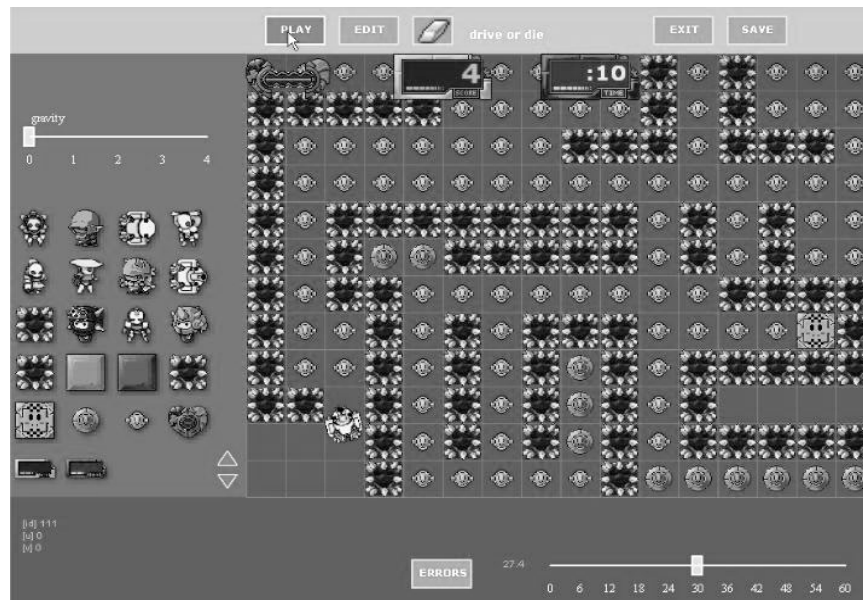 PLAY EDIT drive or die EXIT SAVE
4 :10
SCORE TIME
gravity
0 1 2 3 4
[id] 111
[u] 0
[v] 0
ERRORS 27.4
0 6 12 18 24 30 36 42 48 54 60